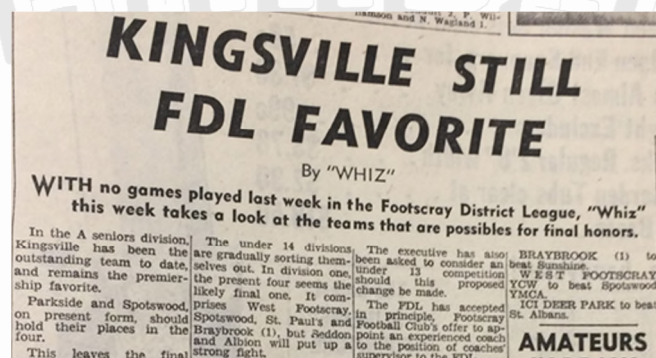 Hamson and N. Wagland 1.
KINGSVILLE STILL
FDL FAVORITE
By "WHIZ"
WITH no games played last week in the Footscray District League, "Whiz"
this week takes a look at the teams that are possibles for final honors.
In the A seniors division,
Kingsville has been the
outstanding team to date,
and remains the premier-
ship favorite.
Parkside and Spotswood,
on present form, should
hold their places in the
four.
This leaves the final
The under 14 divisions
are gradually sorting them-
selves out. In division one,
the present four seems the
likely final one. It com-
prises West Footscray,
Spotswood, St. Paul's and
Braybrook (1), but Seddon
and Albion will put up a
strong fight.
The executive has also
been asked to consider an
under 13 competition
should this proposed
change be made.
The FDL has accepted
in principle, Footscray
Football Club's offer to ap-
point an experienced coach
to the position of coaches'
supervisor to the FDL.
BRAYBROOK (1) to
beat Sunshine.
WEST FOOTSCRAY
YCW to beat Spotswood
YMCA.
ICI DEER PARK to beat
St. Albans.
AMATEURS